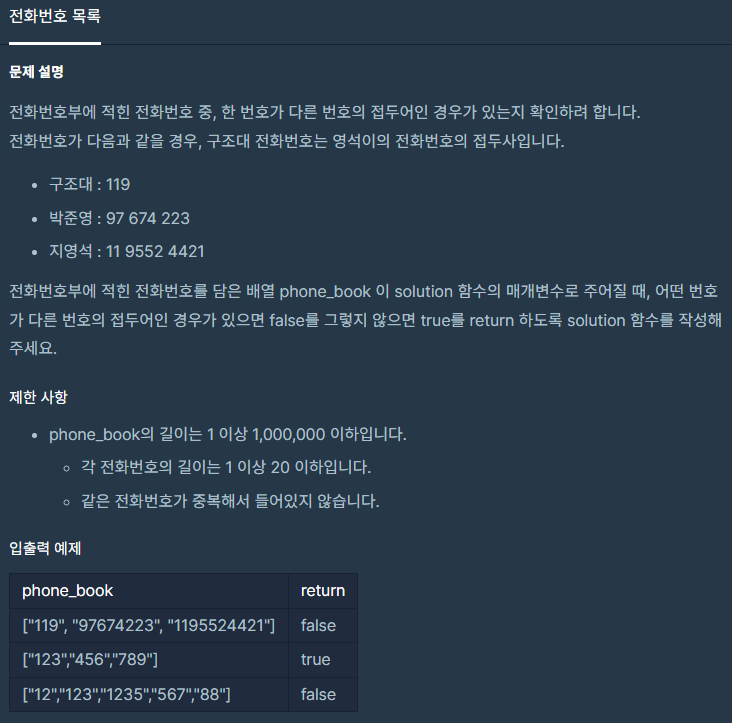 전화번호 목록
문제 설명
전화번호부에 적힌 전화번호 중, 한 번호가 다른 번호의 접두어인 경우가 있는지 확인하려 합니다.
전화번호가 다음과 같을 경우, 구조대 전화번호는 영석이의 전화번호의 접두사입니다.
• 구조대 : 119
• 박준영 : 97 674 223
• 지영석 : 11 9552 4421
전화번호부에 적힌 전화번호를 담은 배열 phone_book 이 solution 함수의 매개변수로 주어질 때, 어떤 번호
가 다른 번호의 접두어인 경우가 있으면 false를 그렇지 않으면 true를 return 하도록 solution 함수를 작성해
주세요.
제한 사항
• phone_book의 길이는 1 이상 1,000,000 이하입니다.
◦ 각 전화번호의 길이는 1 이상 20 이하입니다.
◦ 같은 전화번호가 중복해서 들어있지 않습니다.
입출력 예제
phone_book return
["119", "97674223", "1195524421"] false
["123","456","789"] true
["12","123","1235","567","88"] false